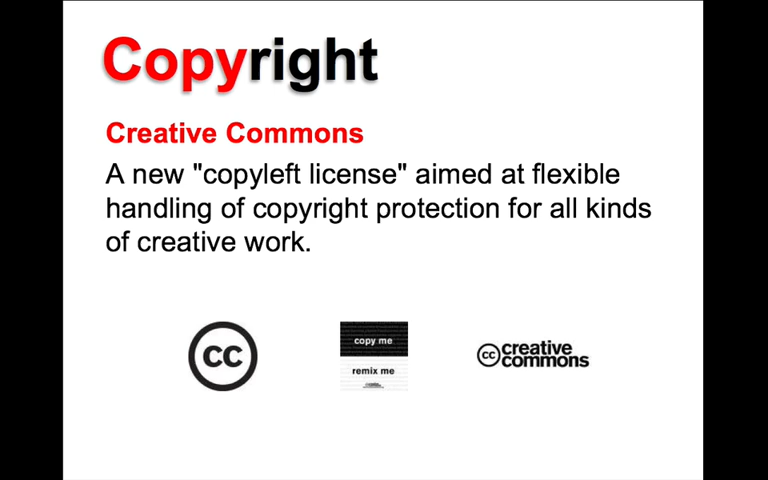 Copyright
Creative Commons
A new "copyleft license" aimed at flexible
handling of copyright protection for all kinds
of creative work.
cc
copy me
remix me
cc creative
commons